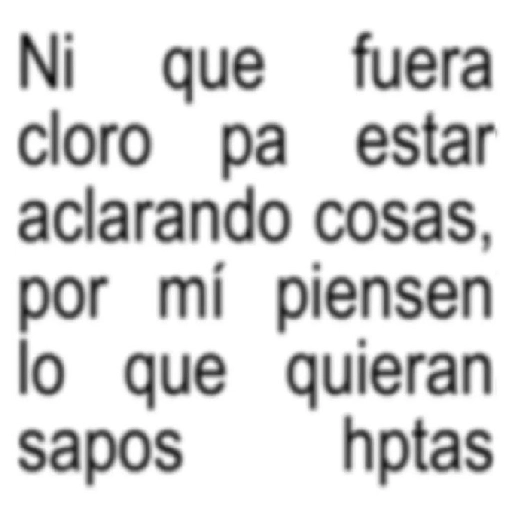 Ni que fuera
cloro pa estar
aclarando cosas,
por mí piensen
lo que quieran
sapos hptas